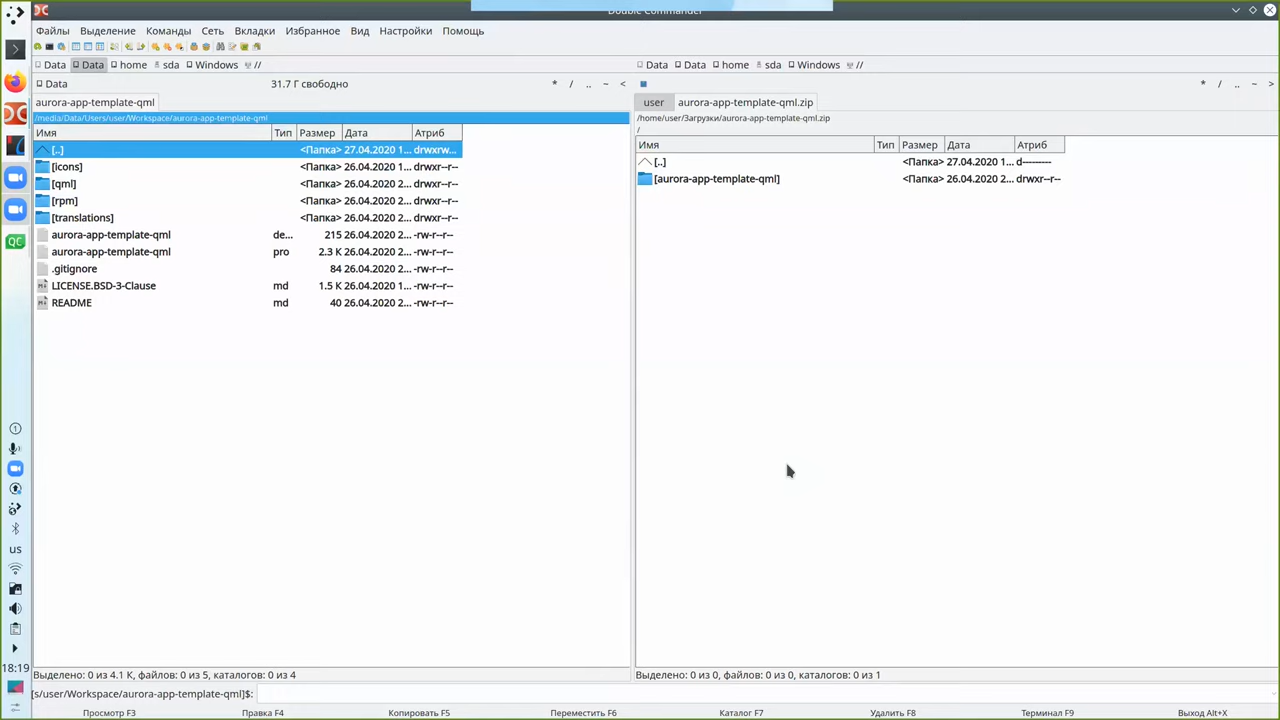 Double Commander
Файлы Выделение Команды Сеть Вкладки Избранное Вид Настройки Помощь
Data Data home sda Windows //
Data 31.7 Г свободно * / .. ~ <
aurora-app-template-qml
/media/Data/Users/user/Workspace/aurora-app-template-qml
Имя Тип Размер Дата Атриб
[..] <Папка> 27.04.2020 1... drwxrw...
[icons] <Папка> 26.04.2020 2... drwxr--r--
[qml] <Папка> 26.04.2020 2... drwxr--r--
[rpm] <Папка> 26.04.2020 2... drwxr--r--
[translations] <Папка> 26.04.2020 2... drwxr--r--
aurora-app-template-qml de... 215 26.04.2020 2... -rw-r--r--
aurora-app-template-qml pro 2.3 К 26.04.2020 2... -rw-r--r--
.gitignore 84 26.04.2020 2... -rw-r--r--
LICENSE.BSD-3-Clause md 1.5 К 26.04.2020 2... -rw-r--r--
README md 40 26.04.2020 2... -rw-r--r--
Выделено: 0 из 4.1 К, файлов: 0 из 5, каталогов: 0 из 4
Data Data home sda Windows //
* / .. ~ >
user aurora-app-template-qml.zip
/home/user/Загрузки/aurora-app-template-qml.zip
/
Имя Тип Размер Дата Атриб
[..] <Папка> 27.04.2020 1... d---------
[aurora-app-template-qml] <Папка> 26.04.2020 2... drwxr--r--
Выделено: 0 из 0, файлов: 0 из 0, каталогов: 0 из 1
[s/user/Workspace/aurora-app-template-qml]$:
Просмотр F3 Правка F4 Копировать F5 Переместить F6 Каталог F7 Удалить F8 Терминал F9 Выход Alt+X
QC
us
18:19